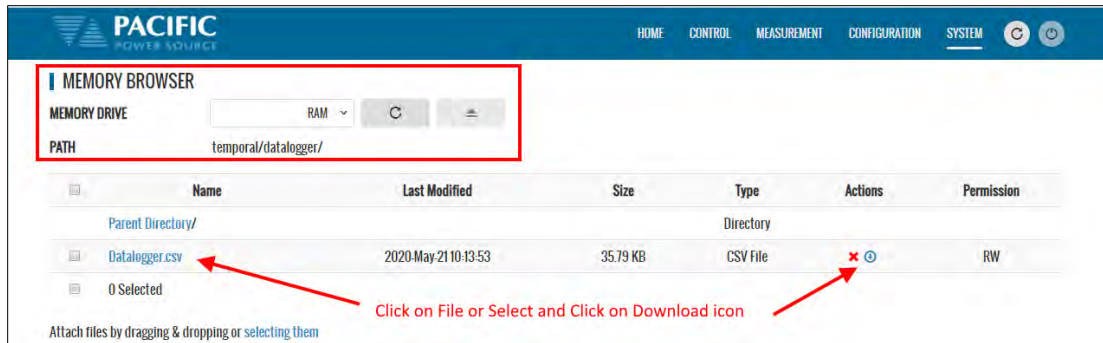 PACIFIC
POWER SOURCE
HOME CONTROL MEASUREMENT CONFIGURATION SYSTEM
MEMORY BROWSER
MEMORY DRIVE RAM
PATH temporal/datalogger/
Name Last Modified Size Type Actions Permission
Parent Directory/ Directory
Datalogger.csv 2020-May-21 10:13:53 35.79 KB CSV File RW
0 Selected
Click on File or Select and Click on Download icon
Attach files by dragging & dropping or selecting them